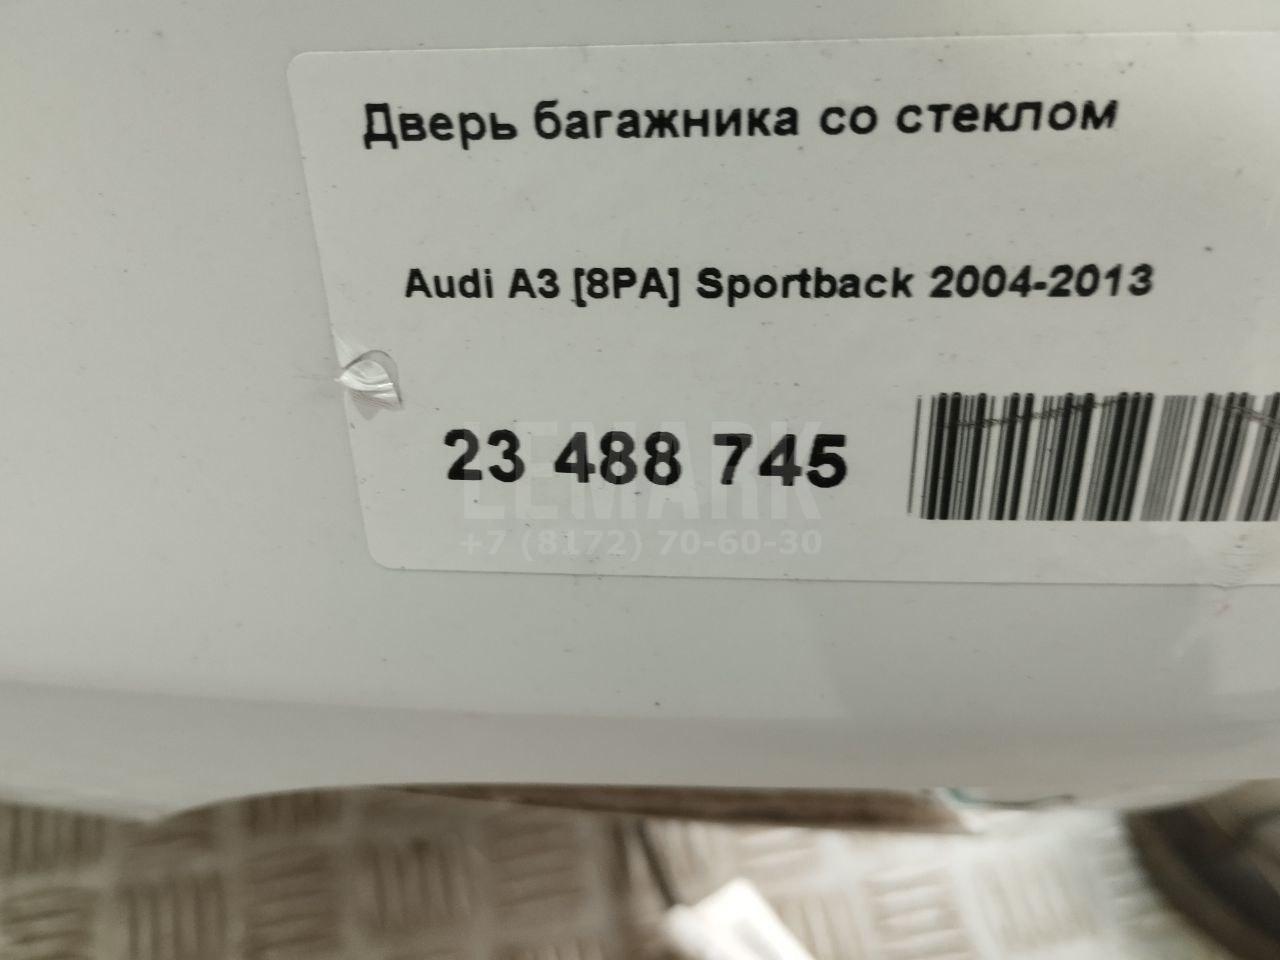 Дверь багажника со стеклом
Audi A3 [8PA] Sportback 2004-2013
23 488 745
LEMARK
+7 (8172) 70-60-30